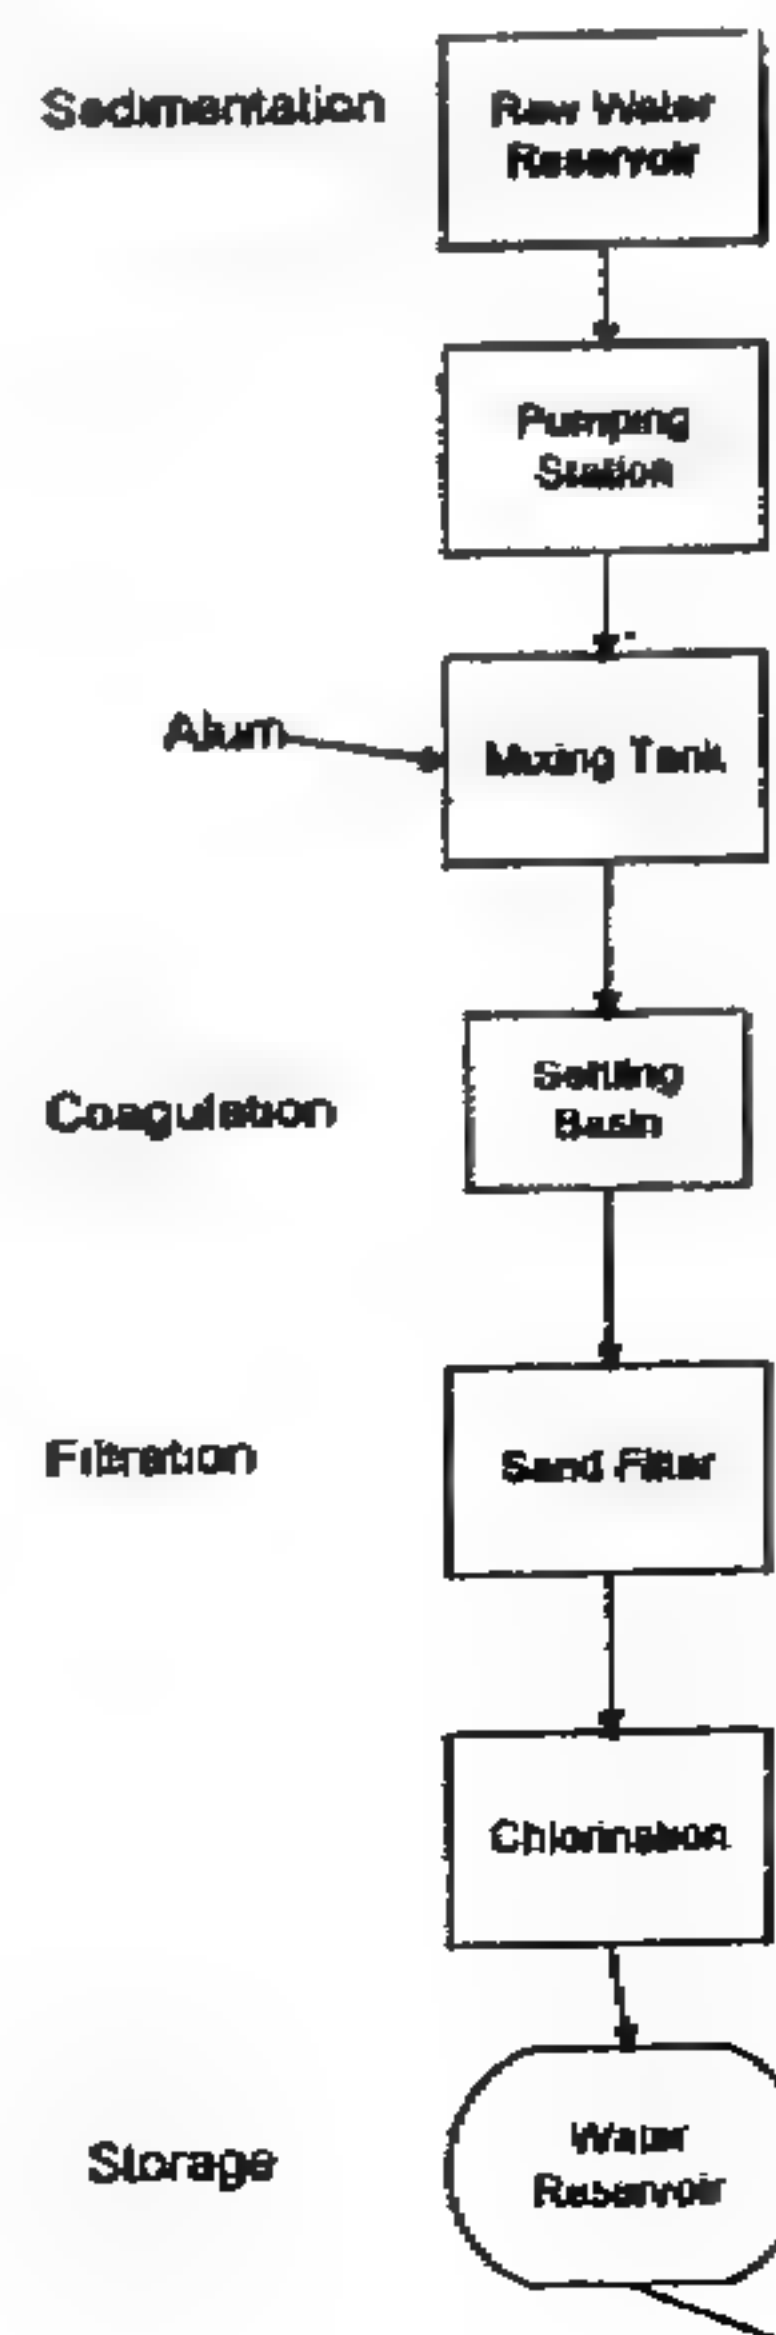 Sedimentation
Raw Water
Reservoir
Pumping
Station
Alum
Mixing Tank
Settling
Basin
Coagulation
Filtration
Sand Filter
Chlorination
Storage
Water
Reservoir